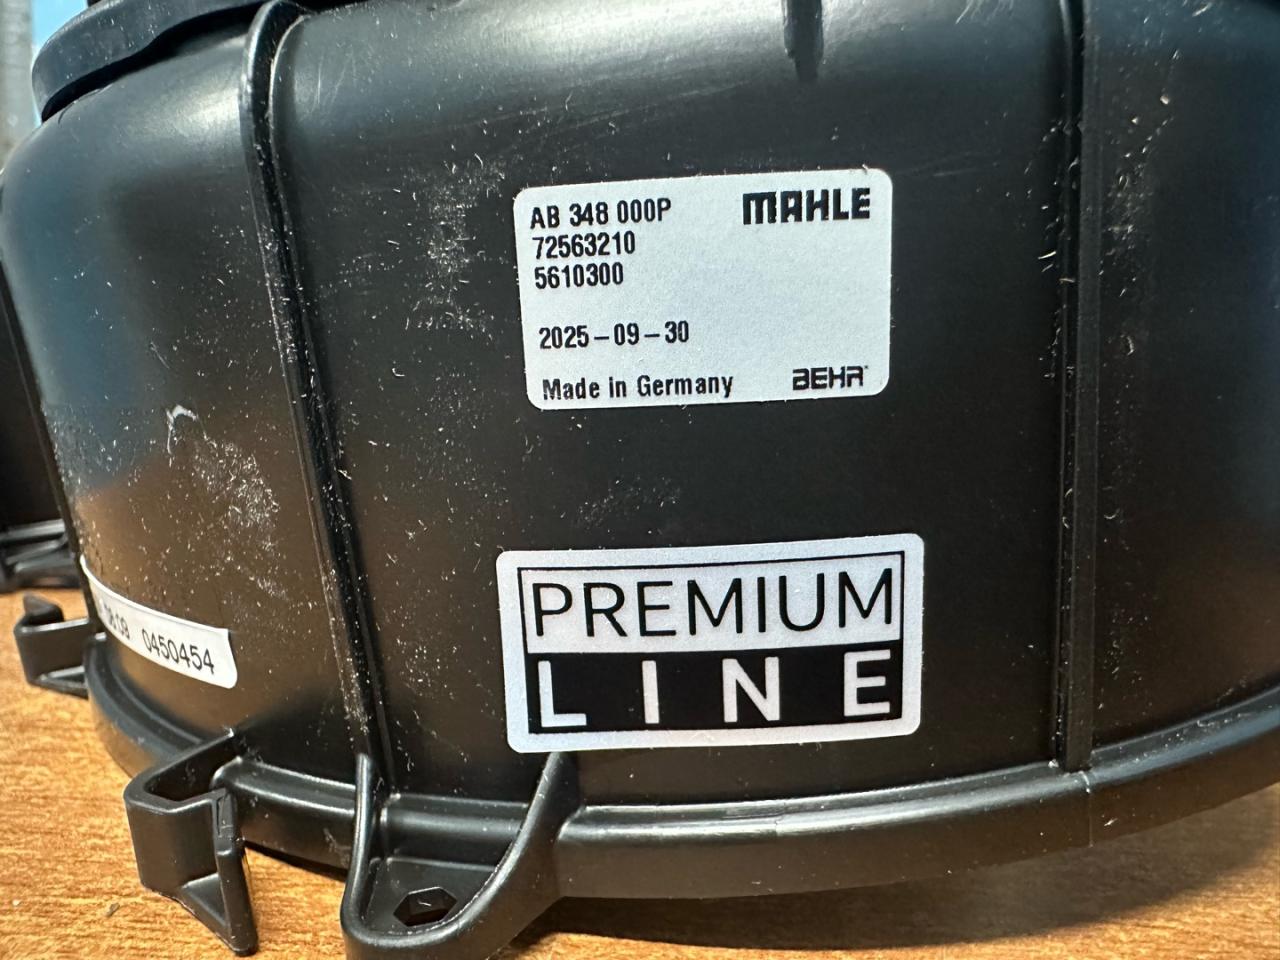 AB 348 000P MAHLE
72563210
5610300
2025-09-30
Made in Germany BEHR
PREMIUM
LINE
0450454